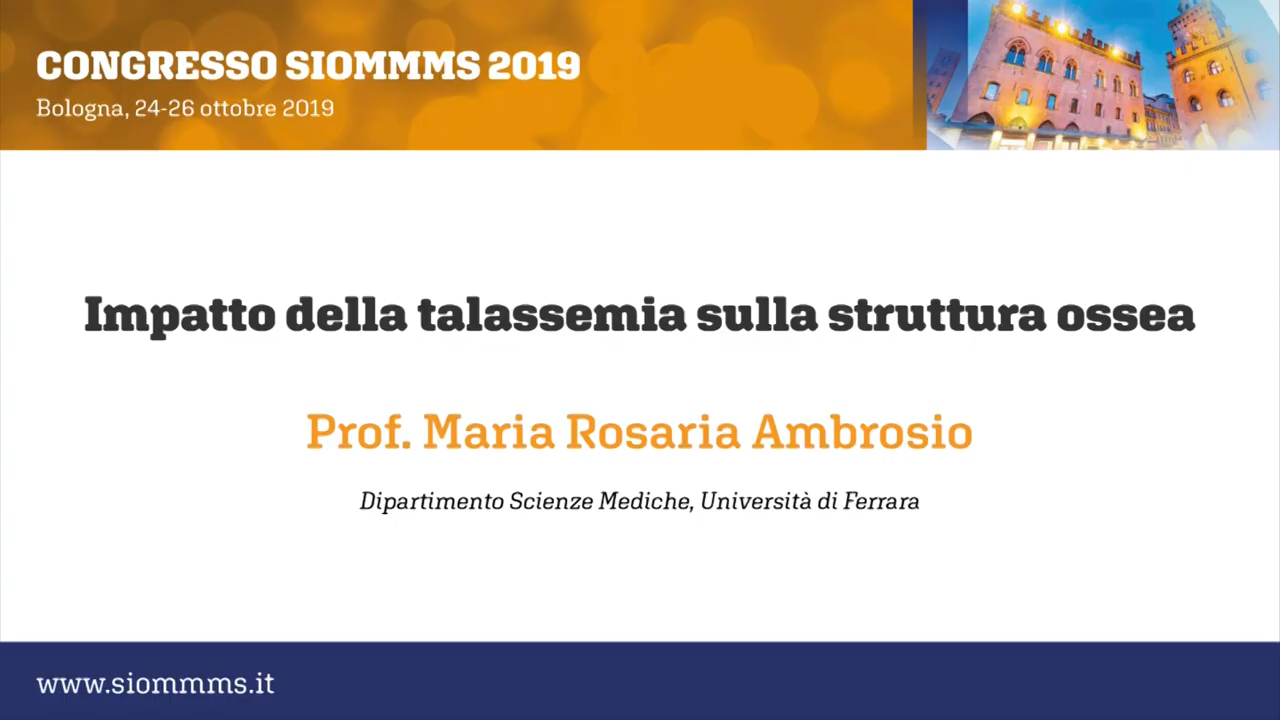 CONGRESSO SIOMMMS 2019
Bologna, 24-26 ottobre 2019
Impatto della talassemia sulla struttura ossea
Prof. Maria Rosaria Ambrosio
Dipartimento Scienze Mediche, Università di Ferrara
www.siommms.it